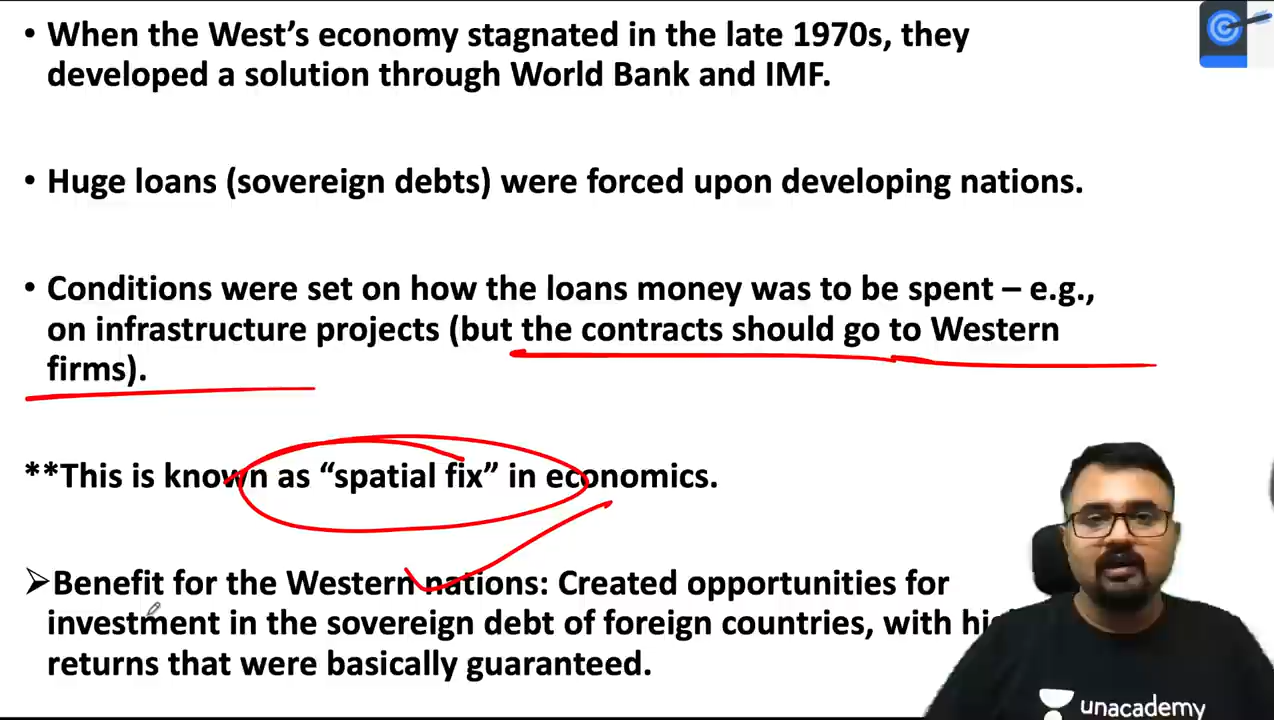 • When the West’s economy stagnated in the late 1970s, they
developed a solution through World Bank and IMF.
• Huge loans (sovereign debts) were forced upon developing nations.
• Conditions were set on how the loans money was to be spent – e.g.,
on infrastructure projects (but the contracts should go to Western
firms).
**This is known as “spatial fix” in economics.
➢Benefit for the Western nations: Created opportunities for
investment in the sovereign debt of foreign countries, with
returns that were basically guaranteed.
unacademy